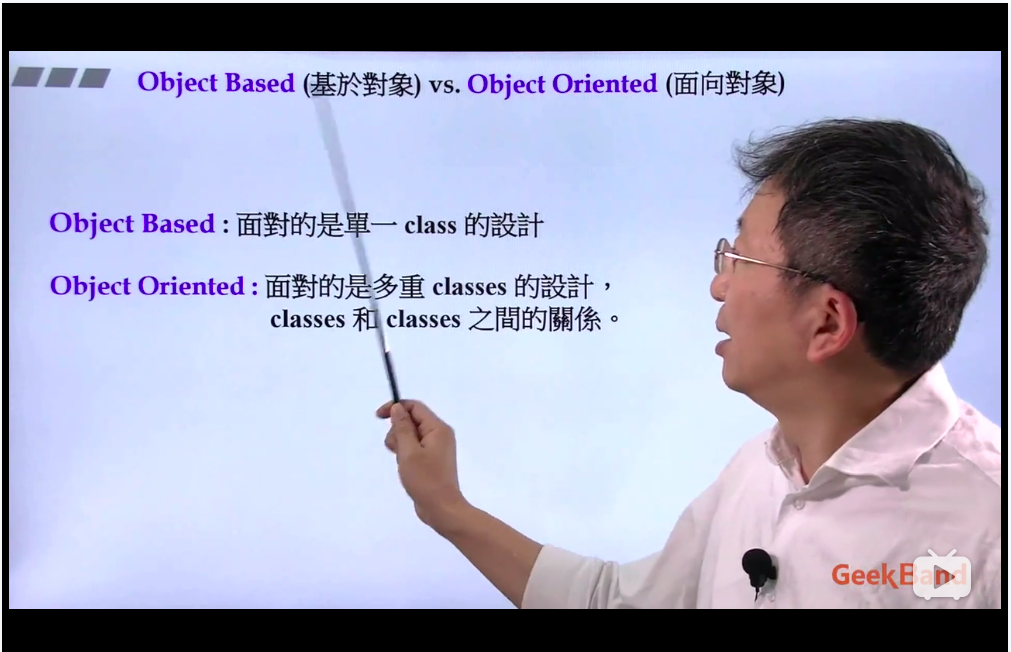 Object Based (基於對象) vs. Object Oriented (面向對象)
Object Based : 面對的是單一 class 的設計
Object Oriented : 面對的是多重 classes 的設計，
classes 和 classes 之間的關係。
GeekBand